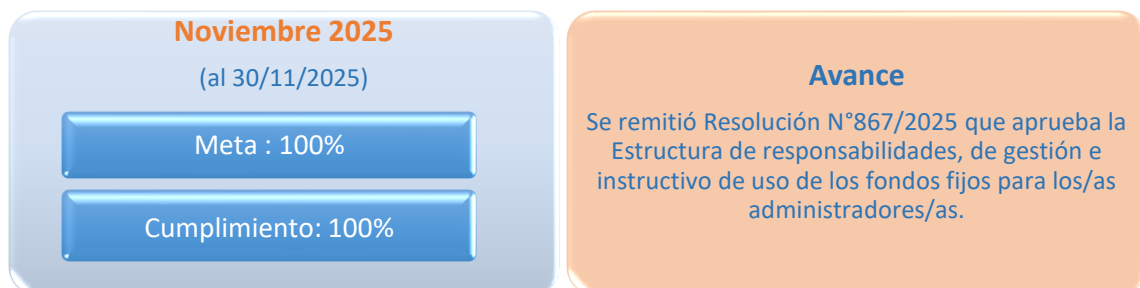 Noviembre 2025
(al 30/11/2025)
Meta : 100%
Cumplimiento: 100%
Avance
Se remitió Resolución N°867/2025 que aprueba la
Estructura de responsabilidades, de gestión e
instructivo de uso de los fondos fijos para los/as
administradores/as.